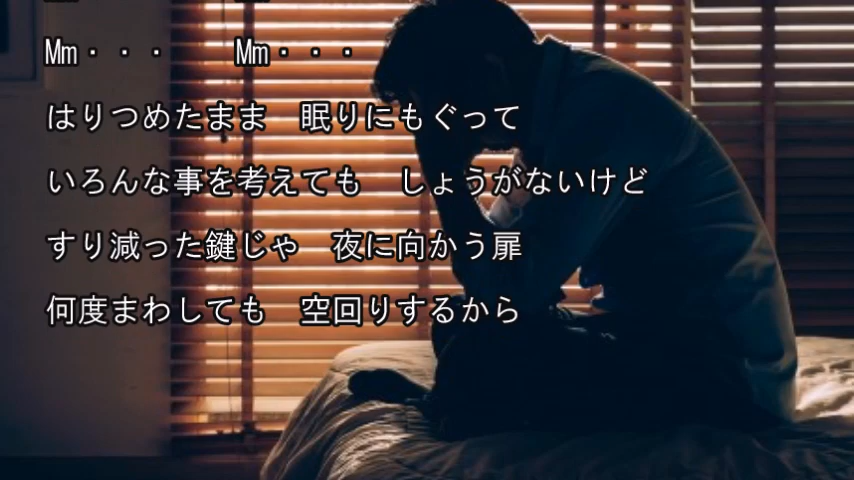 Mm・・・　　Mm・・・
はりつめたまま　眠りにもぐって
いろんな事を考えても　しょうがないけど
すり減った鍵じゃ　夜に向かう扉
何度まわしても　空回りするから